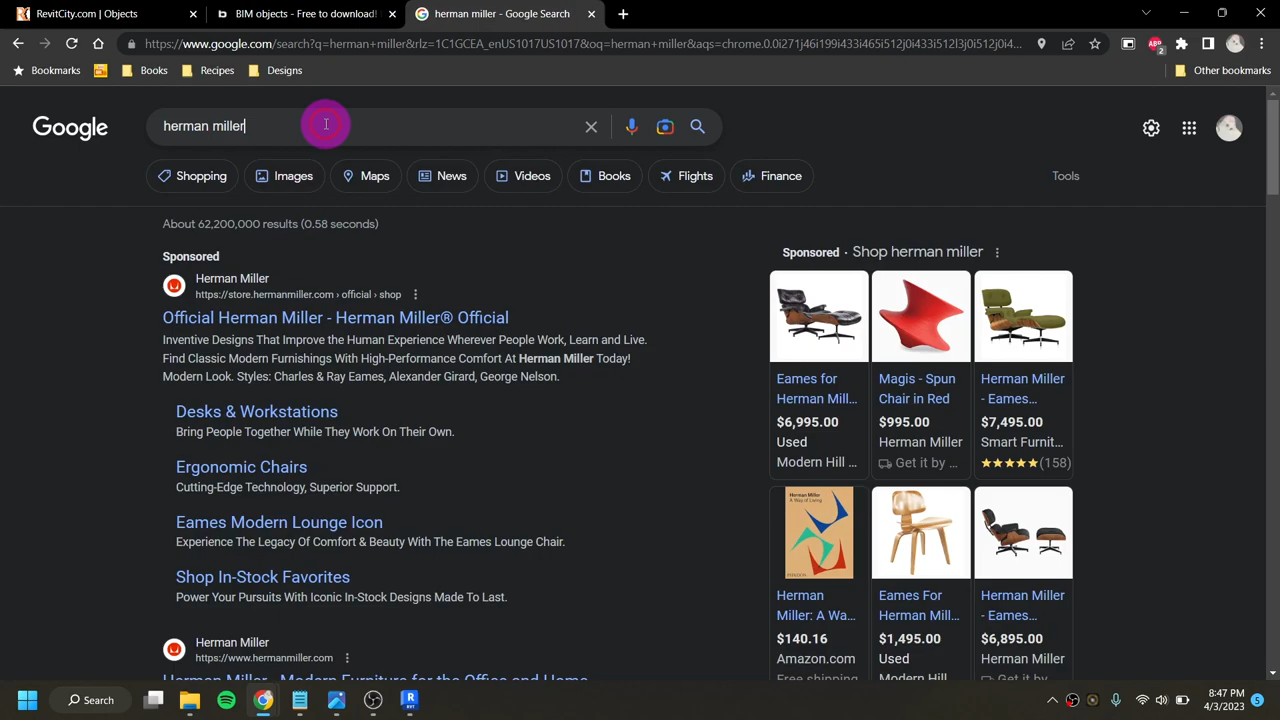 RevitCity.com | Objects
BIM objects - Free to download!
herman miller - Google Search
https://www.google.com/search?q=herman+miller&rlz=1C1GCEA_enUS1017US1017&oq=herman+miller&aqs=chrome.0.0i271j46i199i433i465i512j0i433i512l3j0i512j0i4...
2
Bookmarks
Books
Recipes
Designs
Other bookmarks
Google
herman miller
Shopping
Images
Maps
News
Videos
Books
Flights
Finance
Tools
About 62,200,000 results (0.58 seconds)
Sponsored
Herman Miller
https://store.hermanmiller.com › official › shop
Official Herman Miller - Herman Miller® Official
Inventive Designs That Improve the Human Experience Wherever People Work, Learn and Live.
Find Classic Modern Furnishings With High-Performance Comfort At Herman Miller Today!
Modern Look. Styles: Charles & Ray Eames, Alexander Girard, George Nelson.
Desks & Workstations
Bring People Together While They Work On Their Own.
Ergonomic Chairs
Cutting-Edge Technology, Superior Support.
Eames Modern Lounge Icon
Experience The Legacy Of Comfort & Beauty With The Eames Lounge Chair.
Shop In-Stock Favorites
Power Your Pursuits With Iconic In-Stock Designs Made To Last.
Herman Miller
https://www.hermanmiller.com
Herman Miller - Modern Furniture for the Office and Home
Sponsored · Shop herman miller
Eames for
Herman Mill...
$6,995.00
Used
Modern Hill ...
Magis - Spun
Chair in Red
$995.00
Herman Miller
Get it by ...
Herman Miller
- Eames...
$7,495.00
Smart Furnit...
(158)
Herman Miller
A Way of Living
Herman
Miller: A Wa...
$140.16
Amazon.com
Free shipping
Eames For
Herman Mill...
$1,495.00
Used
Modern Hill
Herman Miller
- Eames...
$6,895.00
Herman Miller
Search
8:47 PM
4/3/2023
5